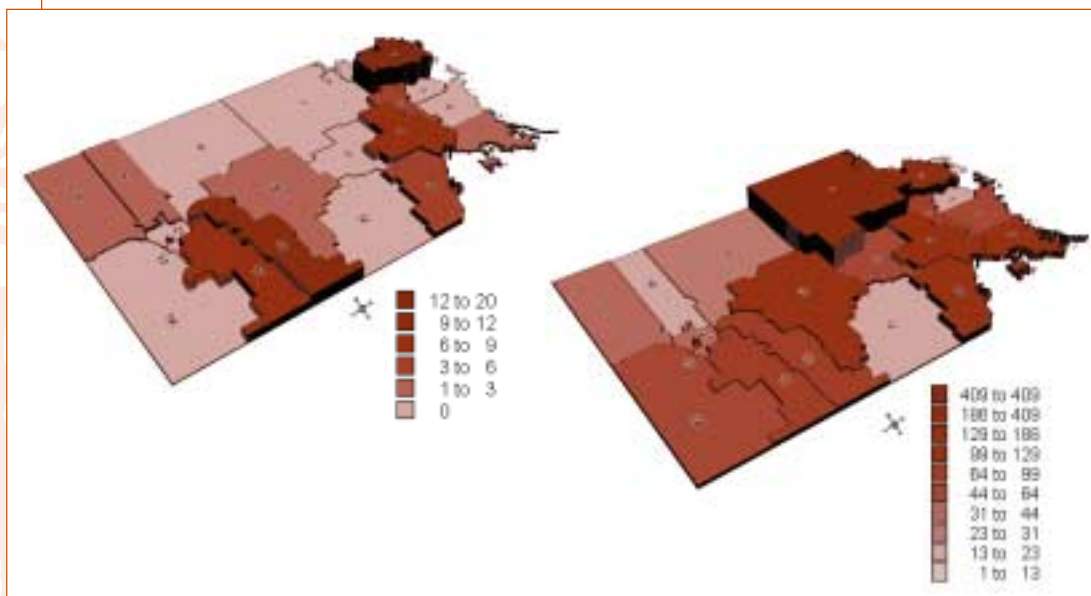 12 to 20
9 to 12
6 to 9
3 to 6
1 to 3
0
409 to 409
186 to 409
129 to 186
99 to 129
64 to 99
44 to 64
31 to 44
23 to 31
13 to 23
1 to 13